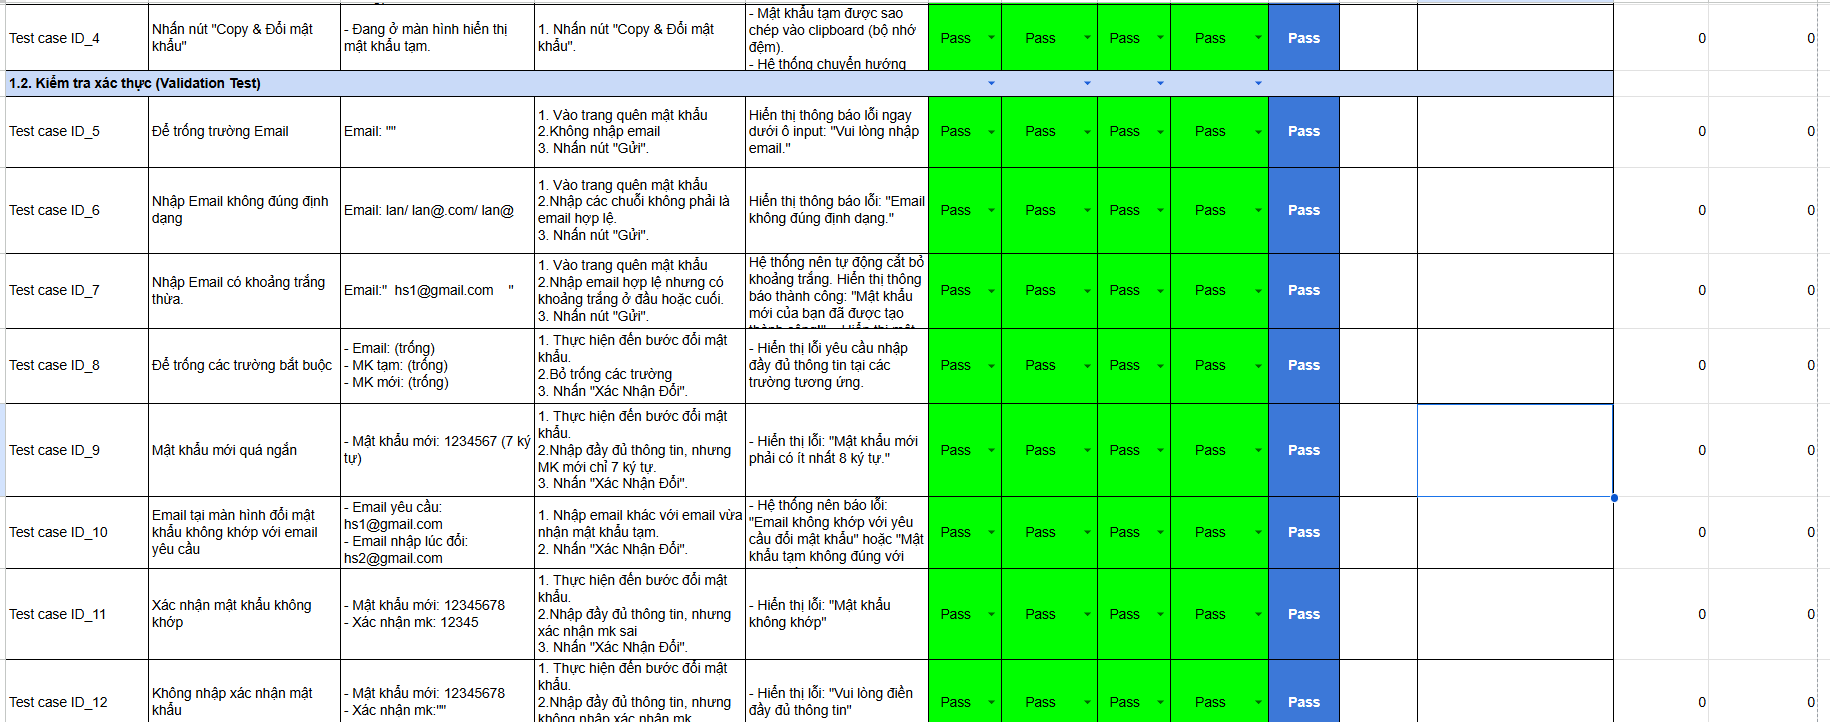 Test case ID_4
Nhấn nút "Copy & Đổi mật
khẩu"
- Đang ở màn hình hiển thị
mật khẩu tạm.
1. Nhấn nút "Copy & Đổi mật
khẩu".
- Mật khẩu tạm được sao
chép vào clipboard (bộ nhớ
đệm).
- Hệ thống chuyển hướng
Pass
Pass
Pass
Pass
Pass
0
0
1.2. Kiểm tra xác thực (Validation Test)
Test case ID_5
Để trống trường Email
Email: ""
1. Vào trang quên mật khẩu
2.Không nhập email
3. Nhấn nút "Gửi".
Hiển thị thông báo lỗi ngay
dưới ô input: "Vui lòng nhập
email."
Pass
Pass
Pass
Pass
Pass
0
0
Test case ID_6
Nhập Email không đúng định
dạng
Email: lan/ lan@.com/ lan@
1. Vào trang quên mật khẩu
2.Nhập các chuỗi không phải là
email hợp lệ.
3. Nhấn nút "Gửi".
Hiển thị thông báo lỗi: "Email
không đúng định dạng."
Pass
Pass
Pass
Pass
Pass
0
0
Test case ID_7
Nhập Email có khoảng trắng
thừa.
Email:"  hs1@gmail.com    "
1. Vào trang quên mật khẩu
2.Nhập email hợp lệ nhưng có
khoảng trắng ở đầu hoặc cuối.
3. Nhấn nút "Gửi".
Hệ thống nên tự động cắt bỏ
khoảng trắng. Hiển thị thông
báo thành công: "Mật khẩu
mới của bạn đã được tạo
Pass
Pass
Pass
Pass
Pass
0
0
Test case ID_8
Để trống các trường bắt buộc
- Email: (trống)
- MK tạm: (trống)
- MK mới: (trống)
1. Thực hiện đến bước đổi mật
khẩu.
2.Bỏ trống các trường
3. Nhấn "Xác Nhận Đổi".
- Hiển thị lỗi yêu cầu nhập
đầy đủ thông tin tại các
trường tương ứng.
Pass
Pass
Pass
Pass
Pass
0
0
Test case ID_9
Mật khẩu mới quá ngắn
- Mật khẩu mới: 1234567 (7 ký
tự)
1. Thực hiện đến bước đổi mật
khẩu.
2.Nhập đầy đủ thông tin, nhưng
MK mới chỉ 7 ký tự.
3. Nhấn "Xác Nhận Đổi".
- Hiển thị lỗi: "Mật khẩu mới
phải có ít nhất 8 ký tự."
Pass
Pass
Pass
Pass
Pass
0
0
Test case ID_10
Email tại màn hình đổi mật
khẩu không khớp với email
yêu cầu
- Email yêu cầu:
hs1@gmail.com
- Email nhập lúc đổi:
hs2@gmail.com
1. Nhập email khác với email vừa
nhận mật khẩu tạm.
2. Nhấn "Xác Nhận Đổi".
- Hệ thống nên báo lỗi:
"Email không khớp với yêu
cầu đổi mật khẩu" hoặc "Mật
khẩu tạm không đúng với
Pass
Pass
Pass
Pass
Pass
0
0
Test case ID_11
Xác nhận mật khẩu không
khớp
- Mật khẩu mới: 12345678
- Xác nhận mk: 12345
1. Thực hiện đến bước đổi mật
khẩu.
2.Nhập đầy đủ thông tin, nhưng
xác nhận mk sai
3. Nhấn "Xác Nhận Đổi".
- Hiển thị lỗi: "Mật khẩu
không khớp"
Pass
Pass
Pass
Pass
Pass
0
0
Test case ID_12
Không nhập xác nhận mật
khẩu
- Mật khẩu mới: 12345678
- Xác nhận mk:""
1. Thực hiện đến bước đổi mật
khẩu.
2.Nhập đầy đủ thông tin, nhưng
không nhập xác nhận mk
- Hiển thị lỗi: "Vui lòng điền
đầy đủ thông tin"
Pass
Pass
Pass
Pass
Pass
0
0